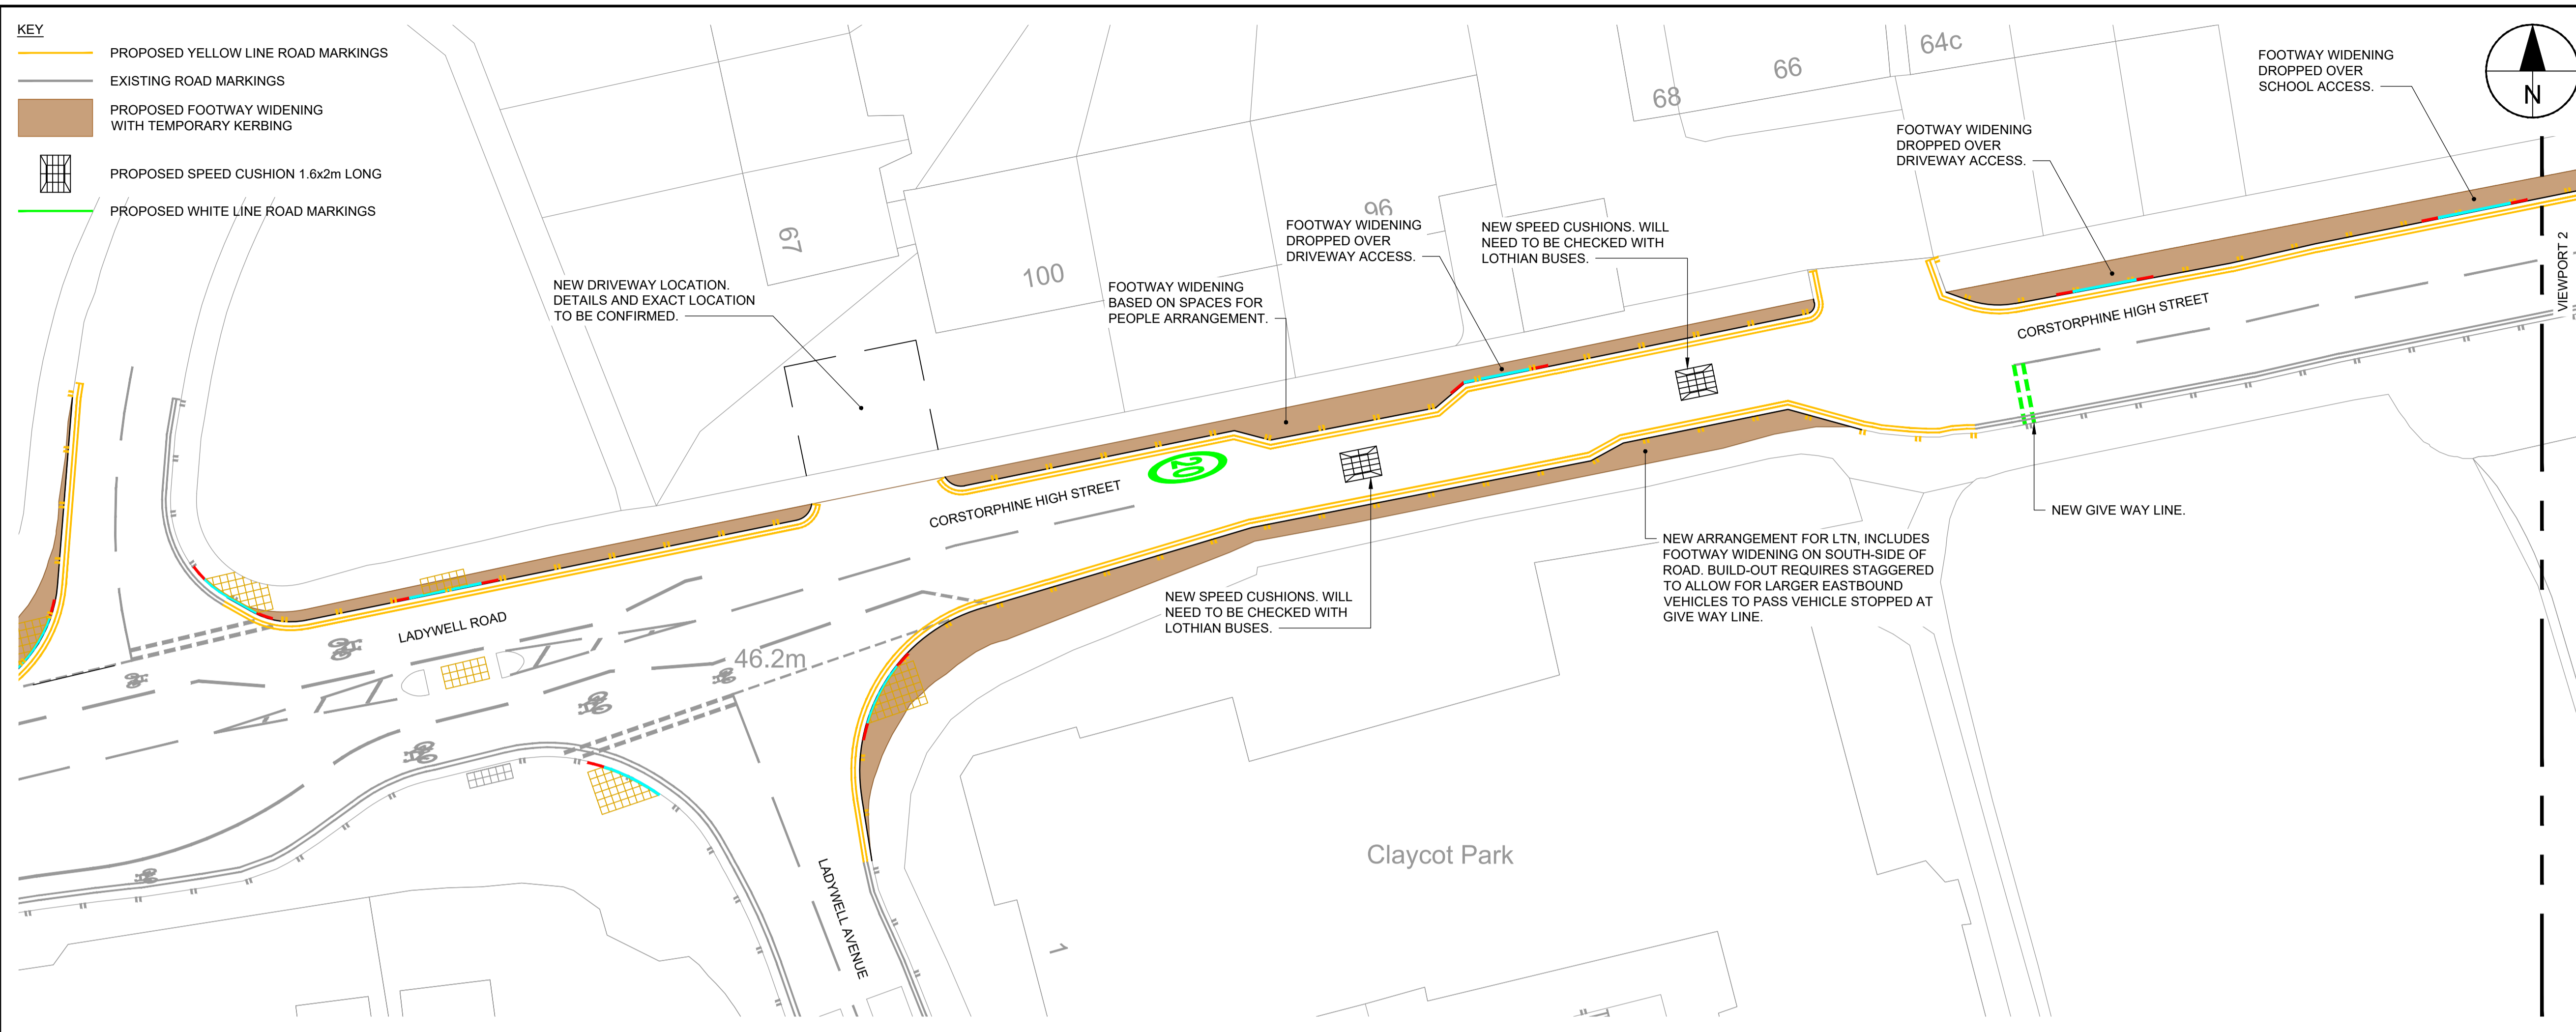 KEY
PROPOSED YELLOW LINE ROAD MARKINGS
EXISTING ROAD MARKINGS
PROPOSED FOOTWAY WIDENING
WITH TEMPORARY KERBING
PROPOSED SPEED CUSHION 1.6x2m LONG
PROPOSED WHITE LINE ROAD MARKINGS
67
100
96
68
66
64c
N
FOOTWAY WIDENING
DROPPED OVER
SCHOOL ACCESS.
FOOTWAY WIDENING
DROPPED OVER
DRIVEWAY ACCESS.
FOOTWAY WIDENING
DROPPED OVER
DRIVEWAY ACCESS.
NEW SPEED CUSHIONS. WILL
NEED TO BE CHECKED WITH
LOTHIAN BUSES.
NEW DRIVEWAY LOCATION.
DETAILS AND EXACT LOCATION
TO BE CONFIRMED.
FOOTWAY WIDENING
BASED ON SPACES FOR
PEOPLE ARRANGEMENT.
VIEWPORT 2
CORSTORPHINE HIGH STREET
CORSTORPHINE HIGH STREET
20
NEW GIVE WAY LINE.
NEW ARRANGEMENT FOR LTN, INCLUDES
FOOTWAY WIDENING ON SOUTH-SIDE OF
ROAD. BUILD-OUT REQUIRES STAGGERED
TO ALLOW FOR LARGER EASTBOUND
VEHICLES TO PASS VEHICLE STOPPED AT
GIVE WAY LINE.
NEW SPEED CUSHIONS. WILL
NEED TO BE CHECKED WITH
LOTHIAN BUSES.
LADYWELL ROAD
46.2m
LADYWELL AVENUE
Claycot Park
1